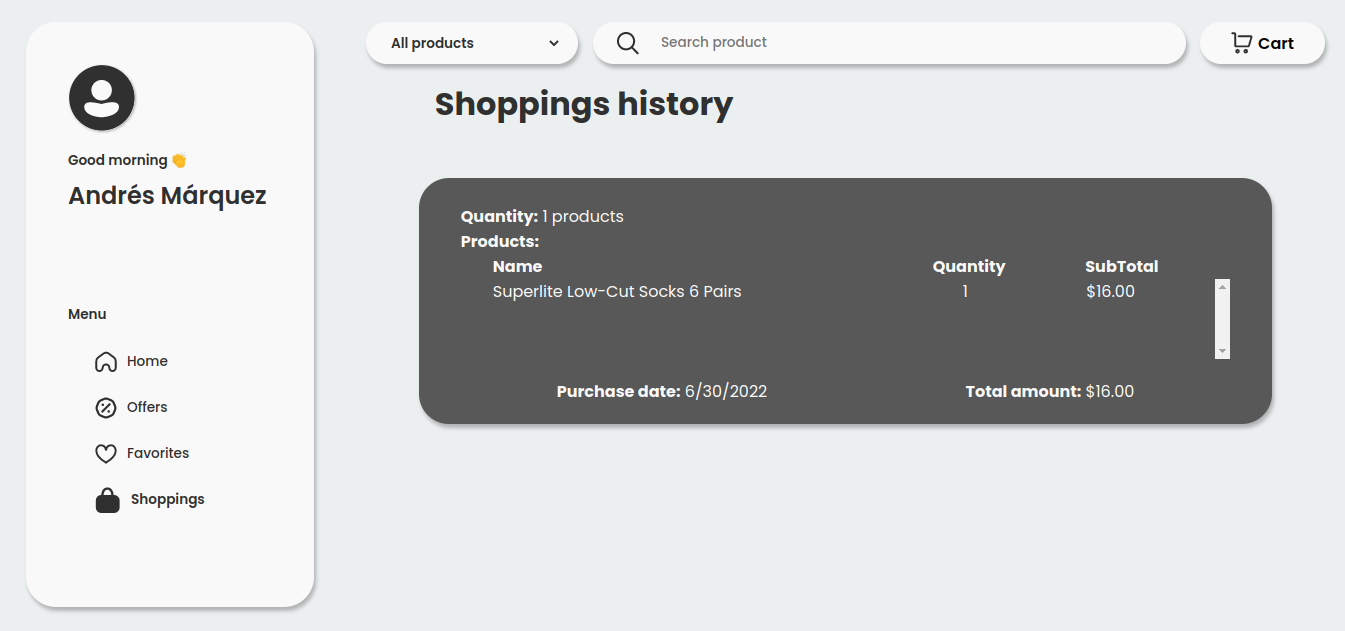 All products
Search product
Cart
Good morning 👏
Andrés Márquez
Menu
Home
Offers
Favorites
Shoppings
Shoppings history
Quantity: 1 products
Products:
Name Quantity SubTotal
Superlite Low-Cut Socks 6 Pairs 1 $16.00
Purchase date: 6/30/2022 Total amount: $16.00